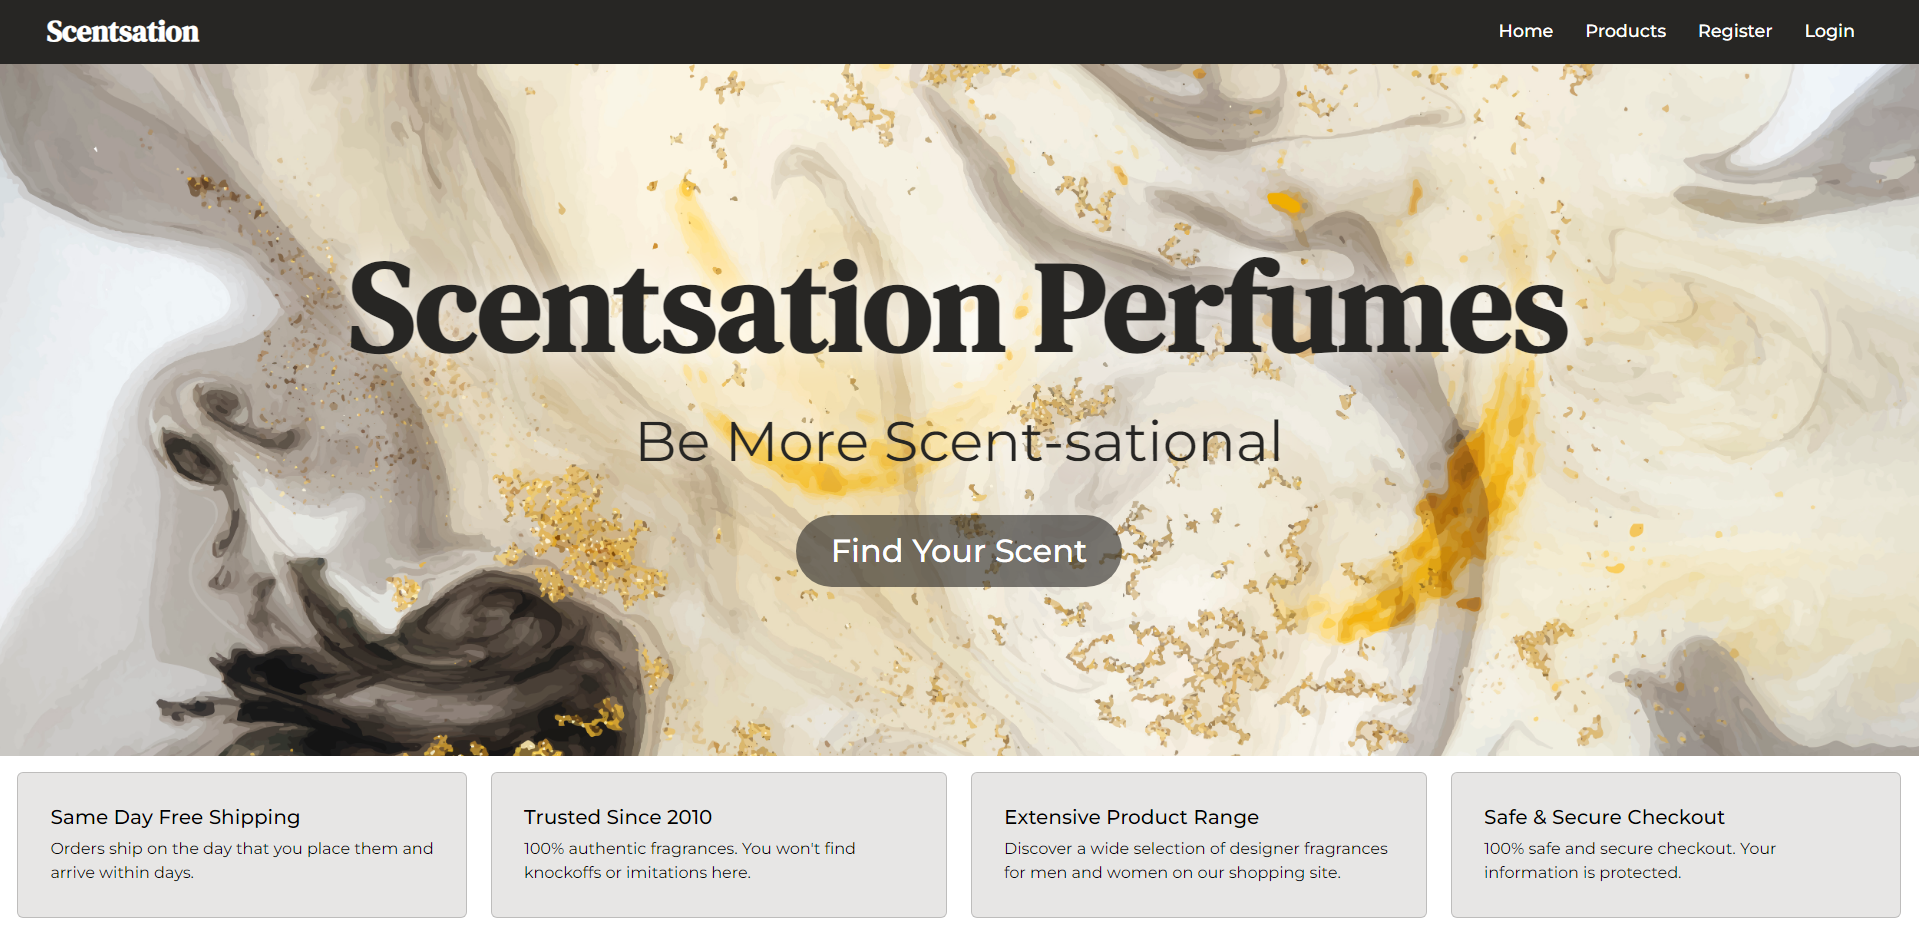 Scentsation
Home Products Register Login
Scentsation Perfumes
Be More Scent-sational
Find Your Scent
Same Day Free Shipping
Orders ship on the day that you place them and
arrive within days.
Trusted Since 2010
100% authentic fragrances. You won't find
knockoffs or imitations here.
Extensive Product Range
Discover a wide selection of designer fragrances
for men and women on our shopping site.
Safe & Secure Checkout
100% safe and secure checkout. Your
information is protected.